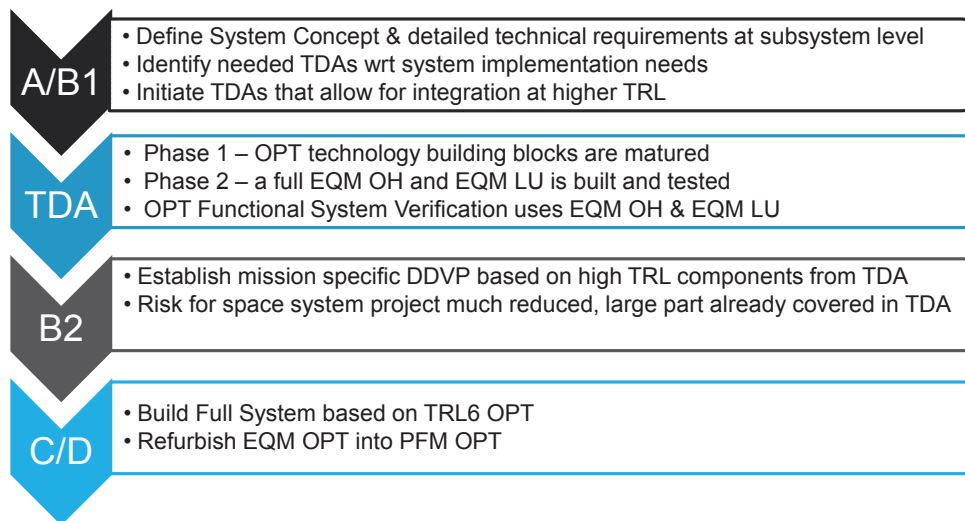 A/B1
• Define System Concept & detailed technical requirements at subsystem level
• Identify needed TDAs wrt system implementation needs
• Initiate TDAs that allow for integration at higher TRL
TDA
• Phase 1 – OPT technology building blocks are matured
• Phase 2 – a full EQM OH and EQM LU is built and tested
• OPT Functional System Verification uses EQM OH & EQM LU
B2
• Establish mission specific DDVP based on high TRL components from TDA
• Risk for space system project much reduced, large part already covered in TDA
C/D
• Build Full System based on TRL6 OPT
• Refurbish EQM OPT into PFM OPT